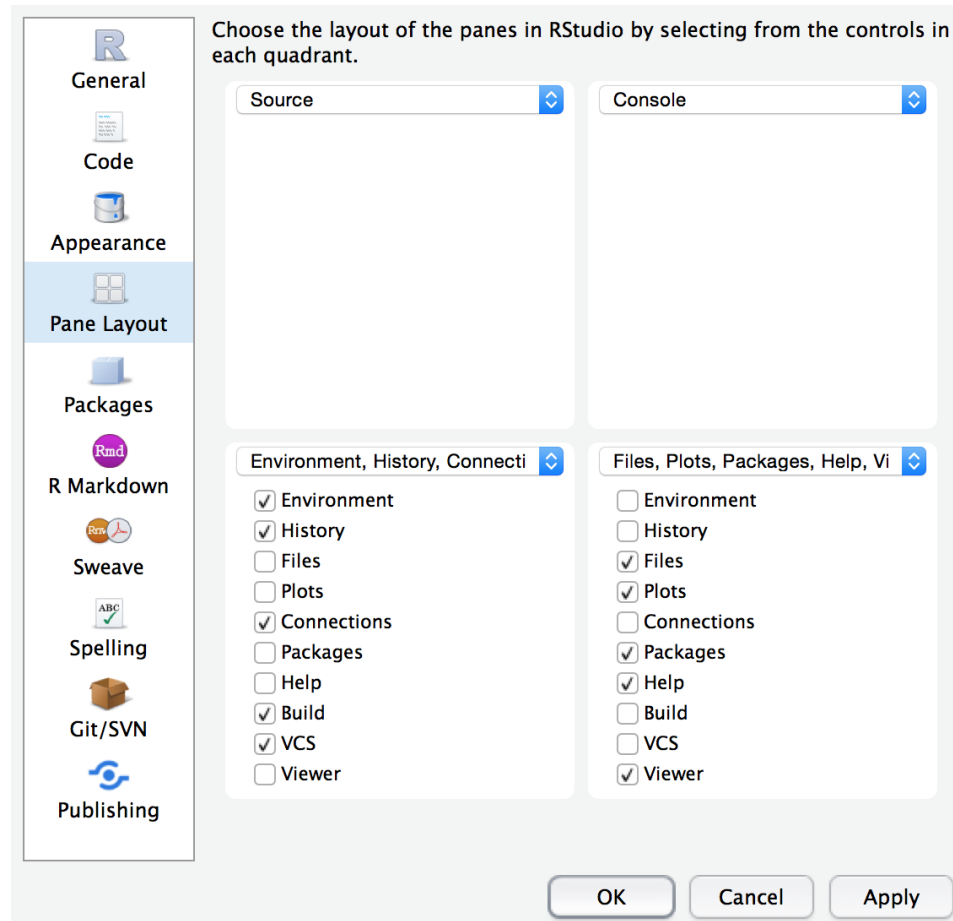 Choose the layout of the panes in RStudio by selecting from the controls in
each quadrant.
R
General
Code
Appearance
Pane Layout
Packages
Rmd
R Markdown
Rnw
Sweave
ABC
Spelling
Git/SVN
Publishing
Source
Console
Environment, History, Connecti
Environment
History
Files
Plots
Connections
Packages
Help
Build
VCS
Viewer
Files, Plots, Packages, Help, Vi
Environment
History
Files
Plots
Connections
Packages
Help
Build
VCS
Viewer
OK
Cancel
Apply